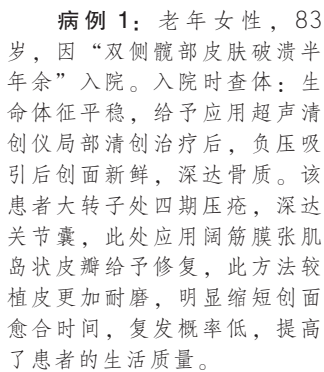 病例 1：老年女性，83
岁，因“双侧髋部皮肤破溃半
年余”入院。入院时查体：生
命体征平稳，给予应用超声清
创仪局部清创治疗后，负压吸
引后创面新鲜，深达骨质。该
患者大转子处四期压疮，深达
关节囊，此处应用阔筋膜张肌
岛状皮瓣给予修复，此方法较
植皮更加耐磨，明显缩短创面
愈合时间，复发概率低，提高
了患者的生活质量。